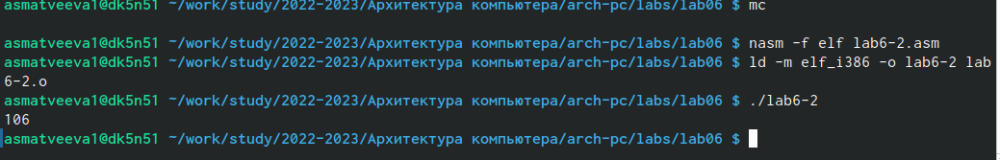 asmatveeva1@dk5n51 ~/work/study/2022-2023/Архитектура компьютера/arch-pc/labs/lab06 $ mc
asmatveeva1@dk5n51 ~/work/study/2022-2023/Архитектура компьютера/arch-pc/labs/lab06 $ nasm -f elf lab6-2.asm
asmatveeva1@dk5n51 ~/work/study/2022-2023/Архитектура компьютера/arch-pc/labs/lab06 $ ld -m elf_i386 -o lab6-2 lab
6-2.o
asmatveeva1@dk5n51 ~/work/study/2022-2023/Архитектура компьютера/arch-pc/labs/lab06 $ ./lab6-2
106
asmatveeva1@dk5n51 ~/work/study/2022-2023/Архитектура компьютера/arch-pc/labs/lab06 $